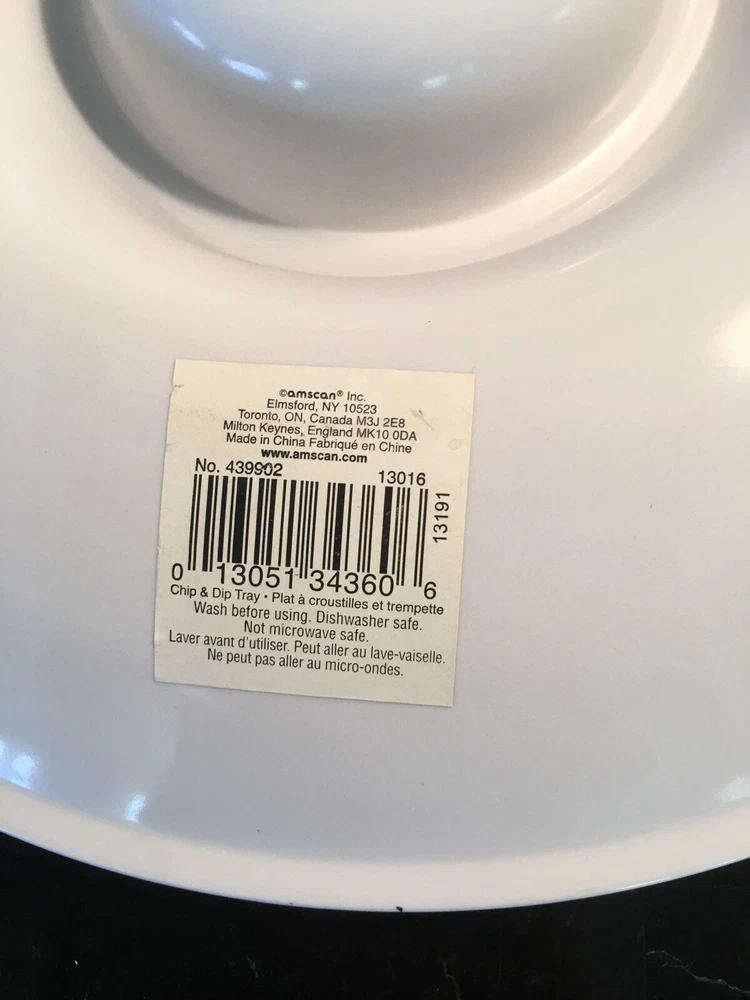 ©amscan® Inc.
Elmsford, NY 10523
Toronto, ON, Canada M3J 2E8
Milton Keynes, England MK10 0DA
Made in China Fabriqué en Chine
www.amscan.com
No. 439902
13016
13191
0 13051 34360 6
Chip & Dip Tray • Plat à croustilles et trempette
Wash before using. Dishwasher safe.
Not microwave safe.
Laver avant d'utiliser. Peut aller au lave-vaiselle.
Ne peut pas aller au micro-ondes.